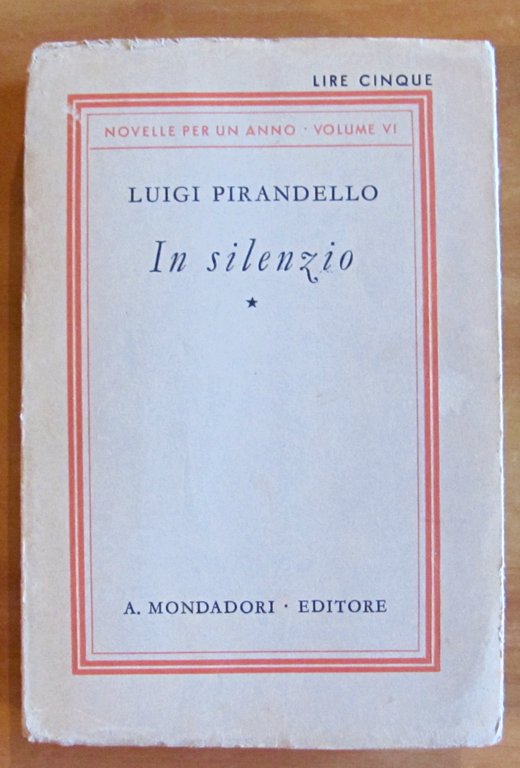 LIRE CINQUE
NOVELLE PER UN ANNO · VOLUME VI
LUIGI PIRANDELLO
In silenzio
★
A. MONDADORI · EDITORE